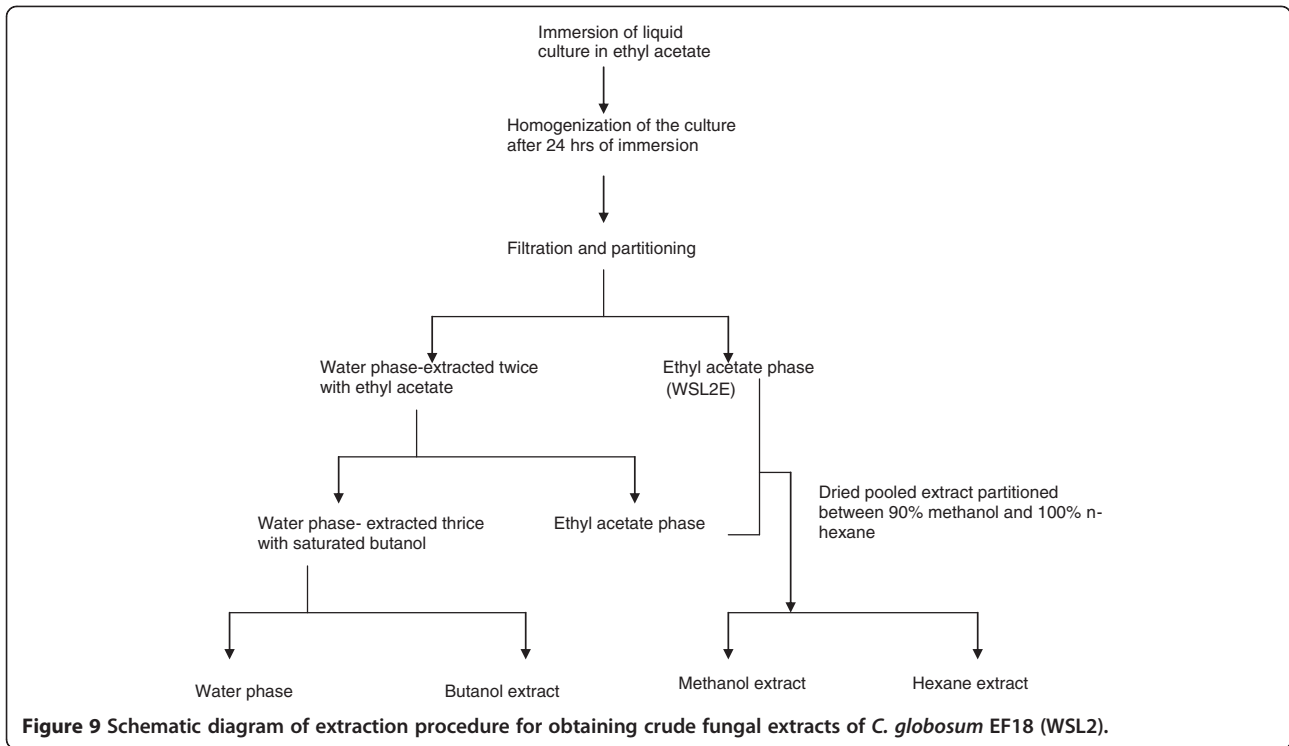 Immersion of liquid
culture in ethyl acetate
Homogenization of the culture
after 24 hrs of immersion
Filtration and partitioning
Water phase-extracted twice
with ethyl acetate
Ethyl acetate phase
(WSL2E)
Water phase- extracted thrice
with saturated butanol
Ethyl acetate phase
Dried pooled extract partitioned
between 90% methanol and 100% n-
hexane
Water phase
Butanol extract
Methanol extract
Hexane extract
Figure 9 Schematic diagram of extraction procedure for obtaining crude fungal extracts of C. globosum EF18 (WSL2).